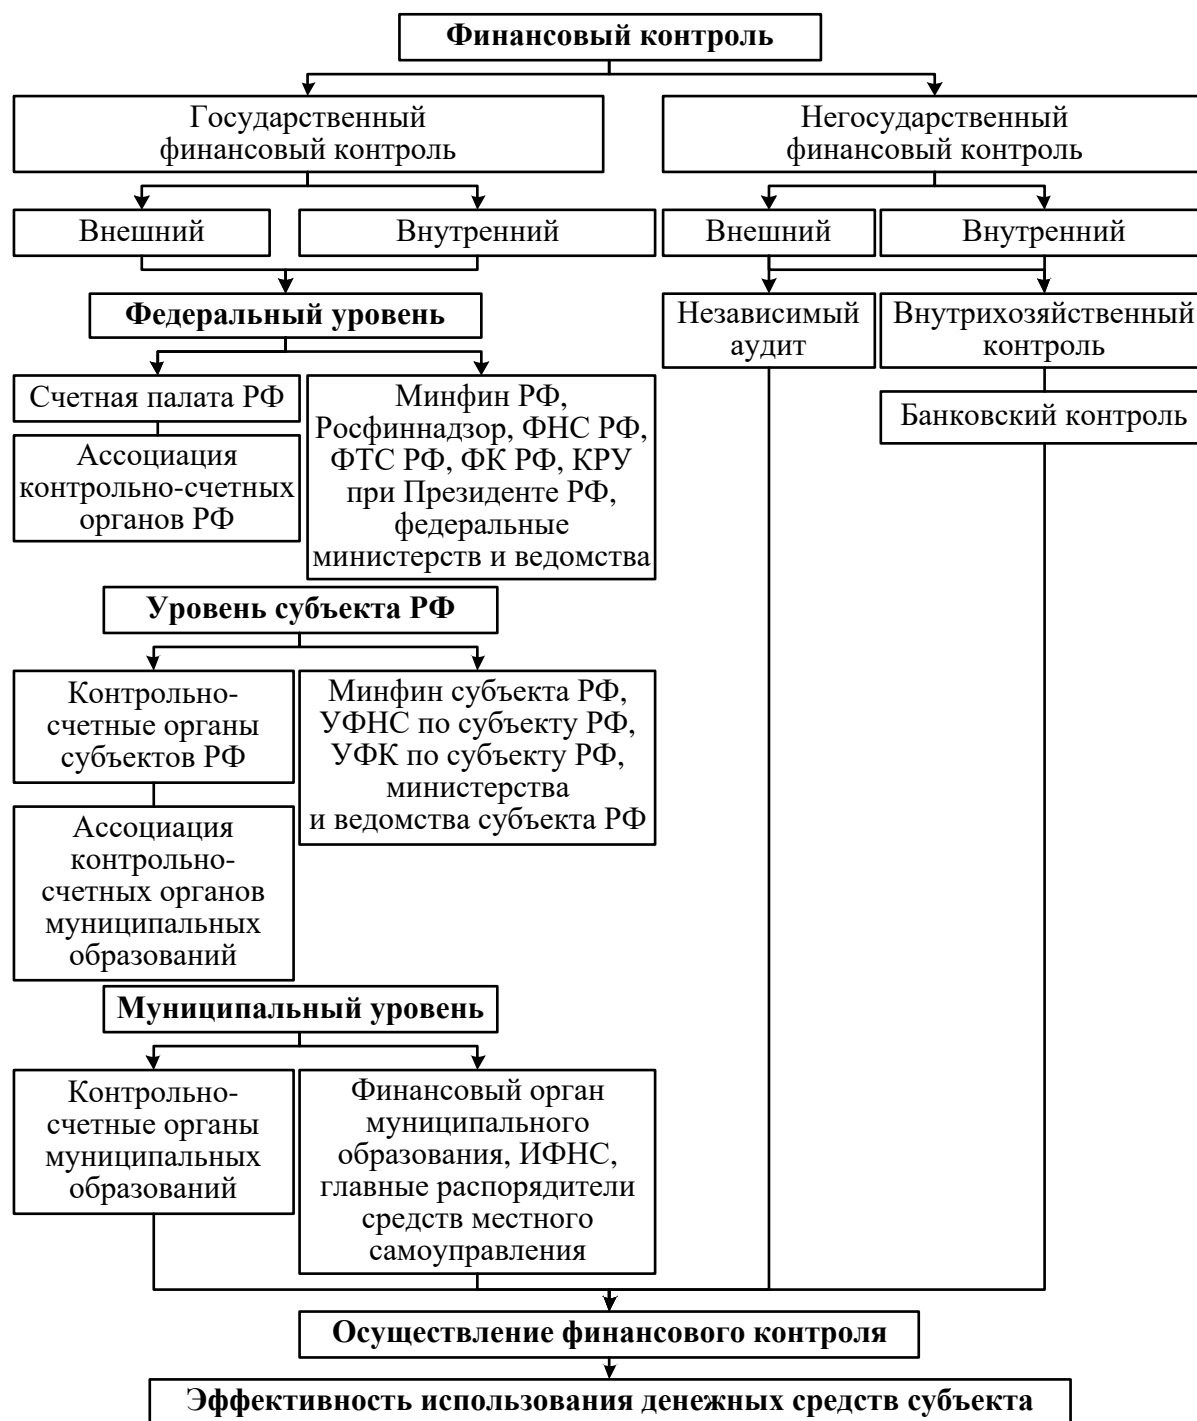 Финансовый контроль
Государственный
финансовый контроль
Негосударственный
финансовый контроль
Внешний
Внутренний
Внешний
Внутренний
Федеральный уровень
Независимый
аудит
Внутрихозяйственный
контроль
Счетная палата РФ
Ассоциация
контрольно-счетных
органов РФ
Минфин РФ,
Росфиннадзор, ФНС РФ,
ФТС РФ, ФК РФ, КРУ
при Президенте РФ,
федеральные
министерств и ведомства
Банковский контроль
Уровень субъекта РФ
Контрольно-
счетные органы
субъектов РФ
Минфин субъекта РФ,
УФНС по субъекту РФ,
УФК по субъекту РФ,
министерства
и ведомства субъекта РФ
Ассоциация
контрольно-
счетных органов
муниципальных
образований
Муниципальный уровень
Контрольно-
счетные органы
муниципальных
образований
Финансовый орган
муниципального
образования, ИФНС,
главные распорядители
средств местного
самоуправления
Осуществление финансового контроля
Эффективность использования денежных средств субъекта